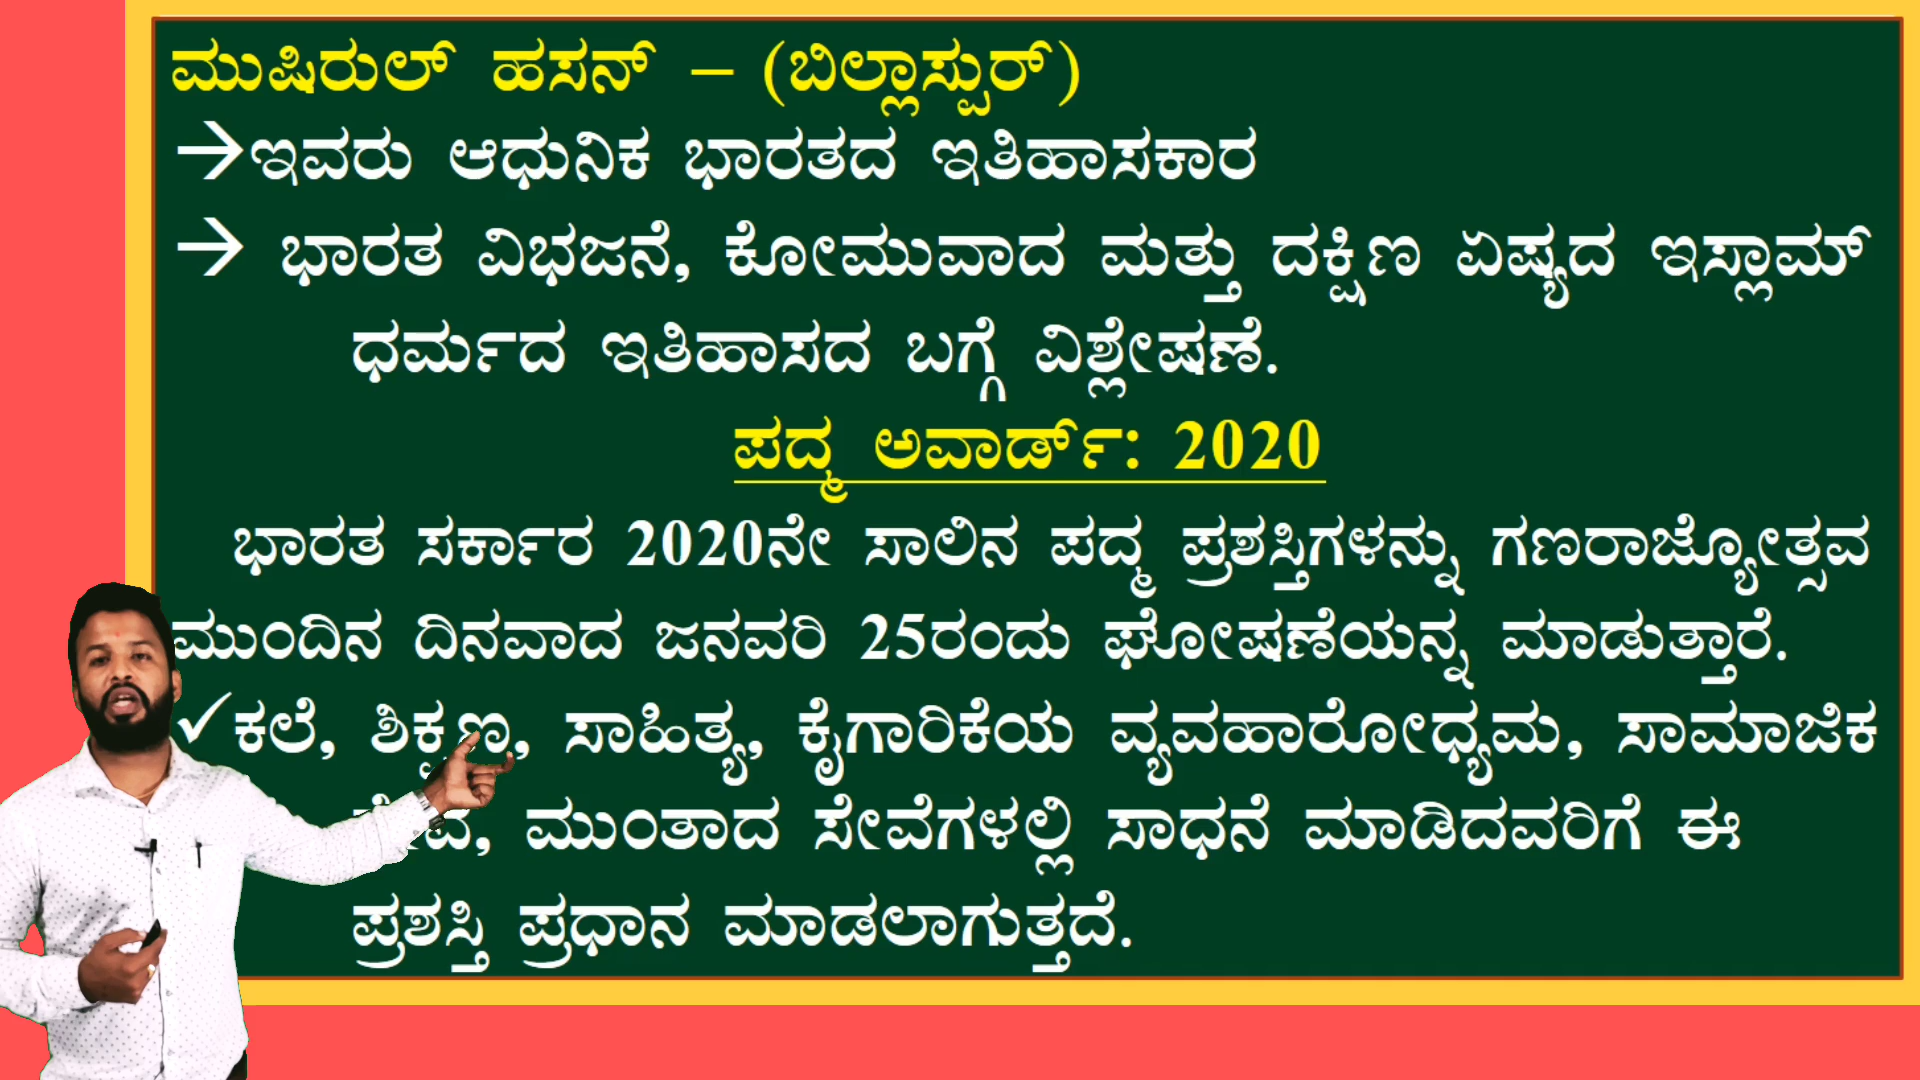 ಮುಷಿರುಲ್ ಹಸನ್ – (ಬಿಲ್ಲಾಸ್ಪುರ್)
→ಇವರು ಆಧುನಿಕ ಭಾರತದ ಇತಿಹಾಸಕಾರ
→ ಭಾರತ ವಿಭಜನೆ, ಕೋಮುವಾದ ಮತ್ತು ದಕ್ಷಿಣ ಏಷ್ಯದ ಇಸ್ಲಾಮ್
ಧರ್ಮದ ಇತಿಹಾಸದ ಬಗ್ಗೆ ವಿಶ್ಲೇಷಣೆ.
ಪದ್ಮ ಅವಾರ್ಡ್: 2020
ಭಾರತ ಸರ್ಕಾರ 2020ನೇ ಸಾಲಿನ ಪದ್ಮ ಪ್ರಶಸ್ತಿಗಳನ್ನು ಗಣರಾಜ್ಯೋತ್ಸವ
ಮುಂದಿನ ದಿನವಾದ ಜನವರಿ 25ರಂದು ಘೋಷಣೆಯನ್ನ ಮಾಡುತ್ತಾರೆ.
✓ಕಲೆ, ಶಿಕ್ಷಣ, ಸಾಹಿತ್ಯ, ಕೈಗಾರಿಕೆಯ ವ್ಯವಹಾರೋಧ್ಯಮ, ಸಾಮಾಜಿಕ
ಮುಂತಾದ ಸೇವೆಗಳಲ್ಲಿ ಸಾಧನೆ ಮಾಡಿದವರಿಗೆ ಈ
ಪ್ರಶಸ್ತಿ ಪ್ರಧಾನ ಮಾಡಲಾಗುತ್ತದೆ.